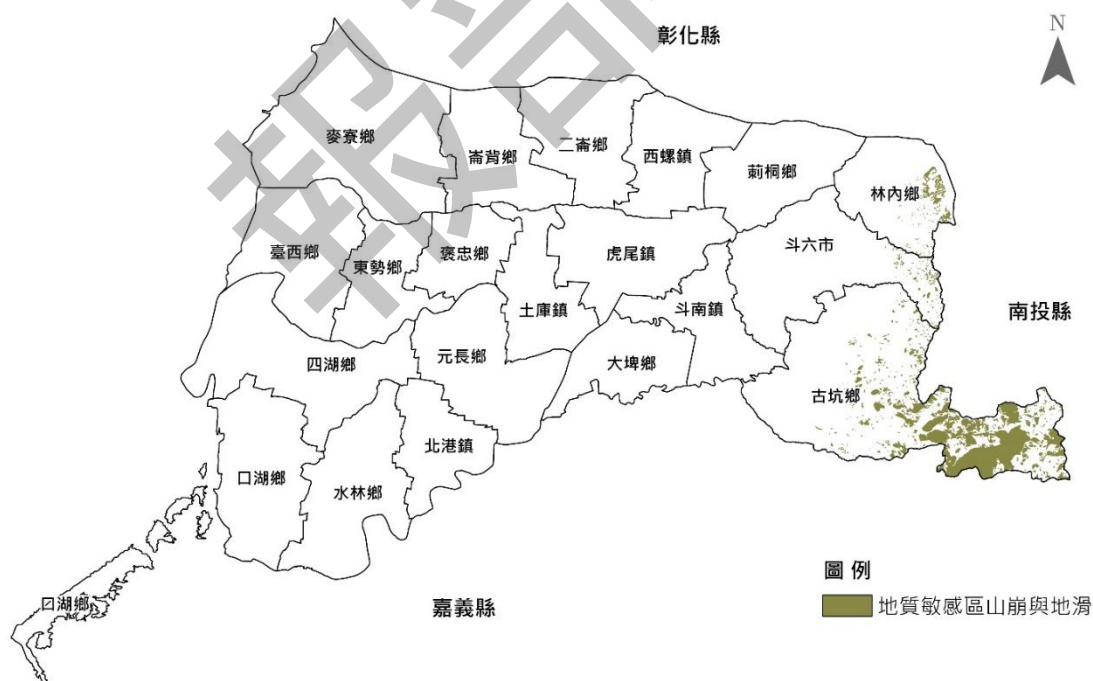 報告
彰化縣
N
麥寮鄉
崙背鄉
二崙鄉
西螺鎮
莿桐鄉
林內鄉
臺西鄉
東勢鄉
褒忠鄉
土庫鎮
虎尾鎮
斗南鎮
斗六市
南投縣
四湖鄉
元長鄉
大埤鄉
古坑鄉
北港鎮
口湖鄉
水林鄉
口湖鄉
嘉義縣
圖例
地質敏感區山崩與地滑